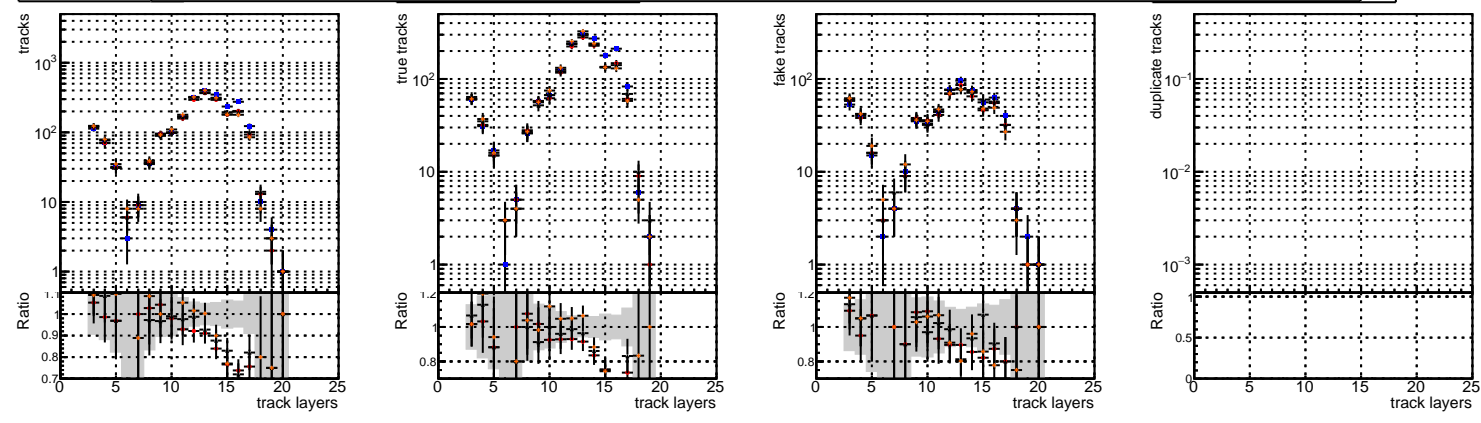 tracks
10³
10²
10
1
Ratio
1.1
1
0.9
0.8
0.7
0 5 10 15 20 25
track layers
true tracks
10²
10
1
Ratio
1.2
1
0.8
0 5 10 15 20 25
track layers
fake tracks
10²
10
1
Ratio
1.2
1
0.8
0 5 10 15 20 25
track layers
duplicate tracks
10⁻¹
10⁻²
10⁻³
Ratio
1
0.5
0
0 5 10 15 20 25
track layers